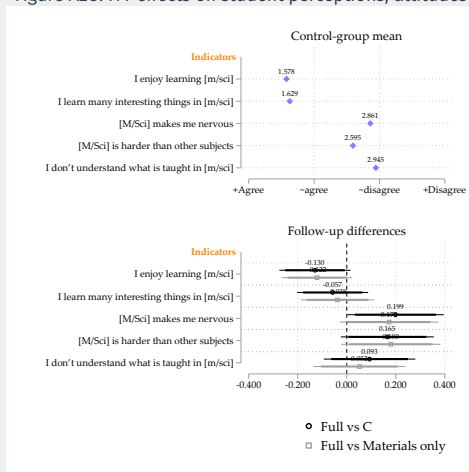 Control-group mean
Indicators
I enjoy learning [m/sci]
1.578
I learn many interesting things in [m/sci]
1.629
[M/Sci] makes me nervous
2.861
[M/Sci] is harder than other subjects
2.595
I don't understand what is taught in [m/sci]
2.945
+Agree ~agree ~disagree +Disagree
Follow-up differences
Indicators
I enjoy learning [m/sci]
-0.130
I learn many interesting things in [m/sci]
-0.057
[M/Sci] makes me nervous
0.199
[M/Sci] is harder than other subjects
0.165
I don't understand what is taught in [m/sci]
0.093
-0.400 -0.200 0.000 0.200 0.400
Full vs C
Full vs Materials only